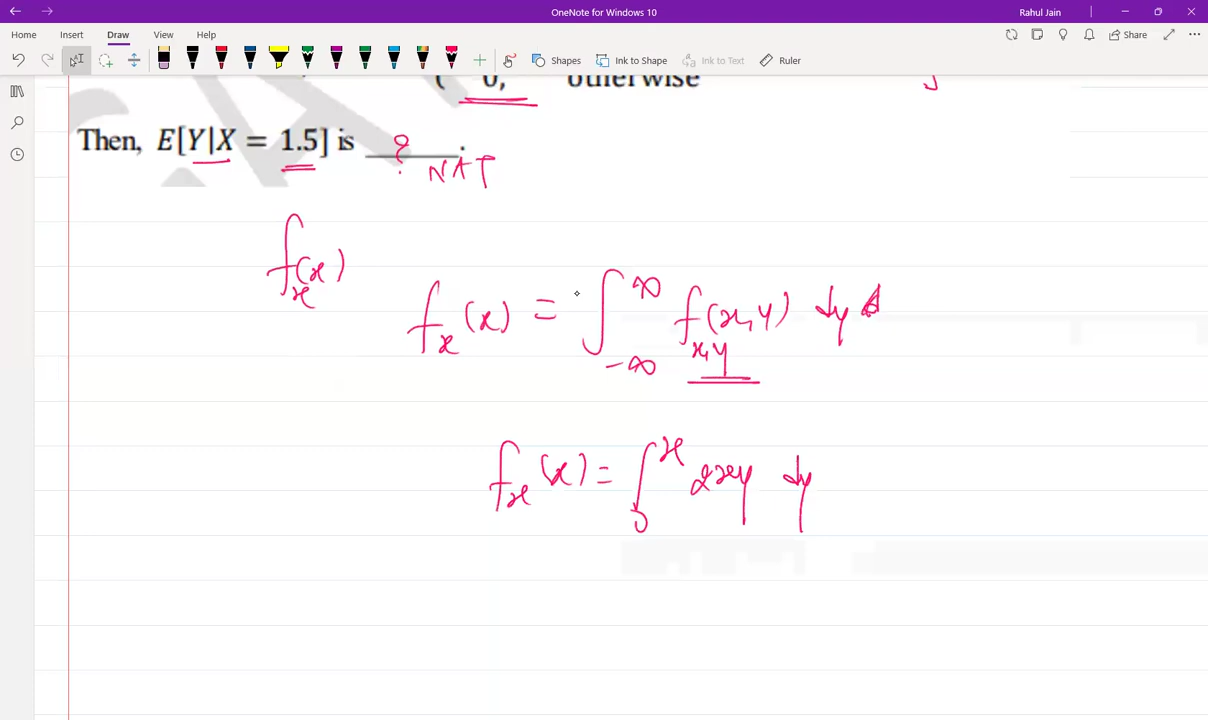 OneNote for Windows 10
Rahul Jain
Home Insert Draw View Help
Share
Shapes Ink to Shape Ink to Text Ruler
( 0, otherwise
Then, E[Y|X = 1.5] is ______.
?
NAT
f_x(x)
f_x(x) = ∫_{-∞}^{∞} f_{x,y}(x,y) dy
f_x(x) = ∫_0^x 2xy dy